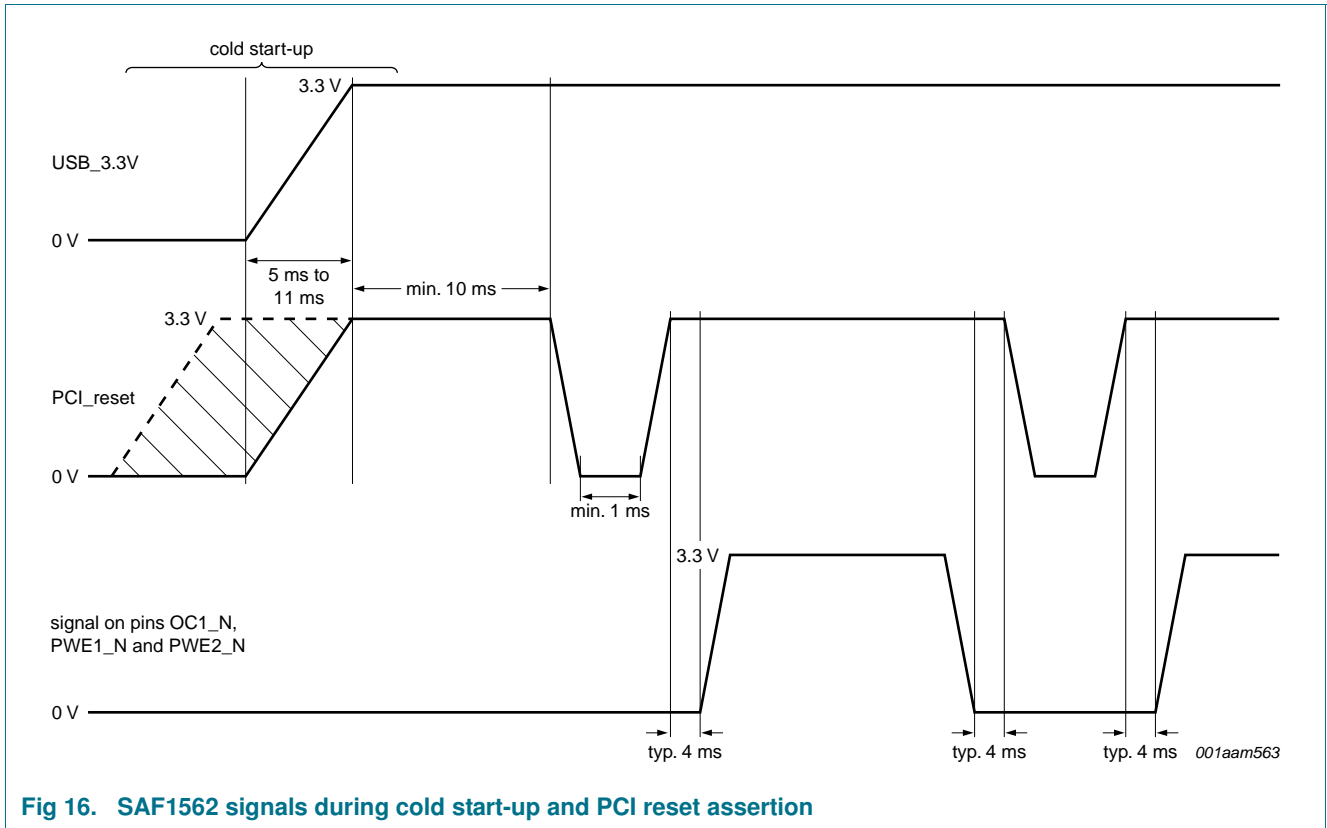 cold start-up
3.3 V
USB_3.3V
0 V
5 ms to
11 ms
min. 10 ms
3.3 V
PCI_reset
0 V
min. 1 ms
3.3 V
signal on pins OC1_N,
PWE1_N and PWE2_N
0 V
typ. 4 ms
typ. 4 ms
typ. 4 ms
001aam563
Fig 16. SAF1562 signals during cold start-up and PCI reset assertion